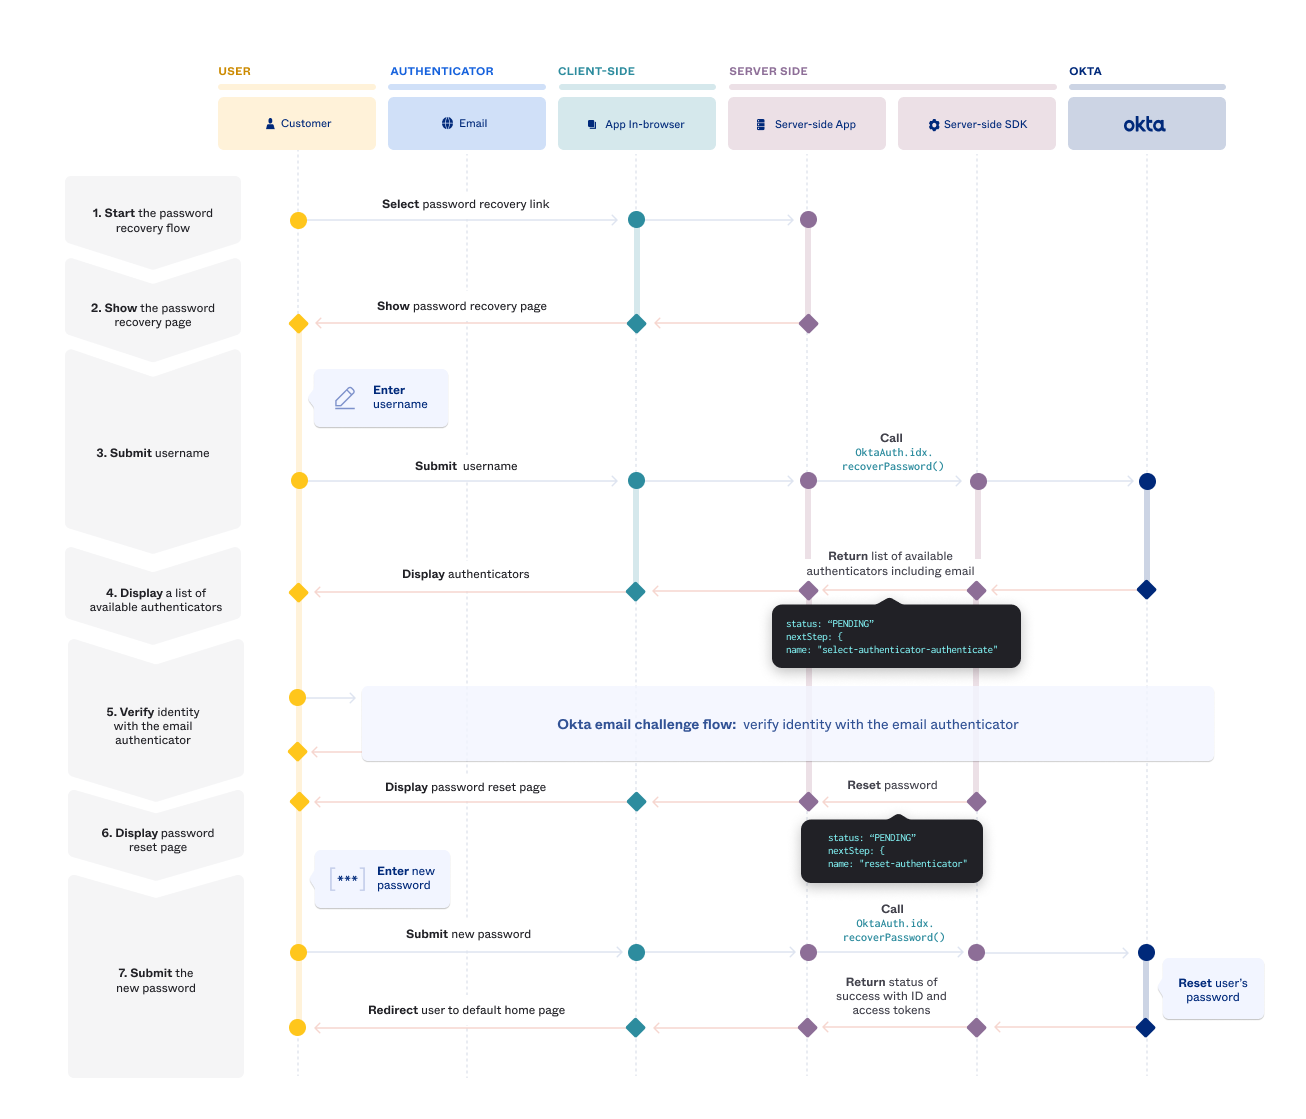 USER
AUTHENTICATOR
CLIENT-SIDE
SERVER SIDE
OKTA
Customer
Email
App In-browser
Server-side App
Server-side SDK
okta
1. Start the password
recovery flow
Select password recovery link
2. Show the password
recovery page
Show password recovery page
Enter
username
3. Submit username
Submit username
Call
OktaAuth.idx.
recoverPassword()
4. Display a list of
available authenticators
Display authenticators
Return list of available
authenticators including email
status: “PENDING”
nextStep: {
name: "select-authenticator-authenticate"
5. Verify identity
with the email
authenticator
Okta email challenge flow: verify identity with the email authenticator
Display password reset page
Reset password
6. Display password
reset page
status: “PENDING”
nextStep: {
name: "reset-authenticator"
[***]
Enter new
password
7. Submit the
new password
Submit new password
Call
OktaAuth.idx.
recoverPassword()
Reset user’s
password
Redirect user to default home page
Return status of
success with ID and
access tokens